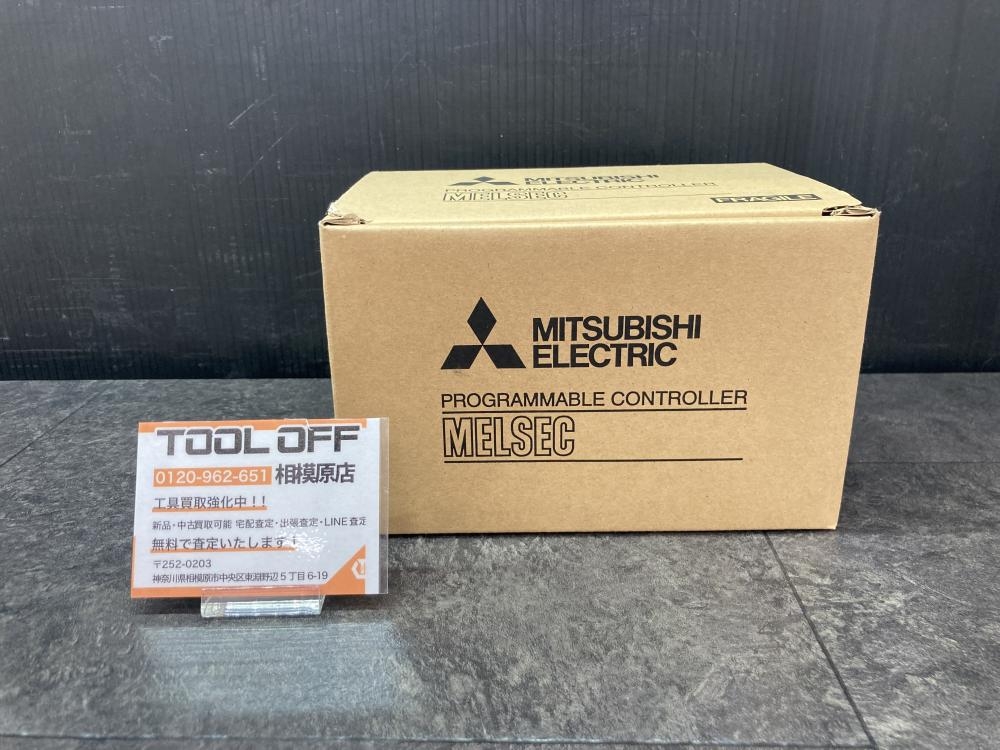 MITSUBISHI
ELECTRIC
PROGRAMMABLE CONTROLLER
MELSEC
FRAGILE
MITSUBISHI
ELECTRIC
PROGRAMMABLE CONTROLLER
MELSEC
TOOL OFF
0120-962-651 相模原店
工具買取強化中!!
新品・中古買取可能 宅配査定・出張査定・LINE査定
無料で査定いたします!
〒252-0203
神奈川県相模原市中央区東淵野辺5丁目6-19